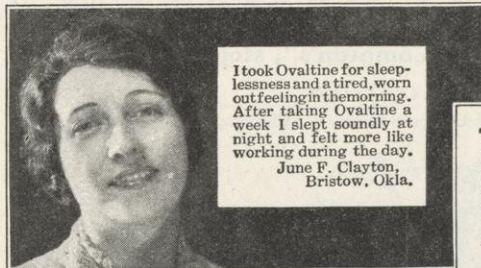 I took Ovaltine for sleep-
lessness and a tired, worn
out feeling in the morning.
After taking Ovaltine a
week I slept soundly at
night and felt more like
working during the day.
June F. Clayton,
Bristow, Okla.